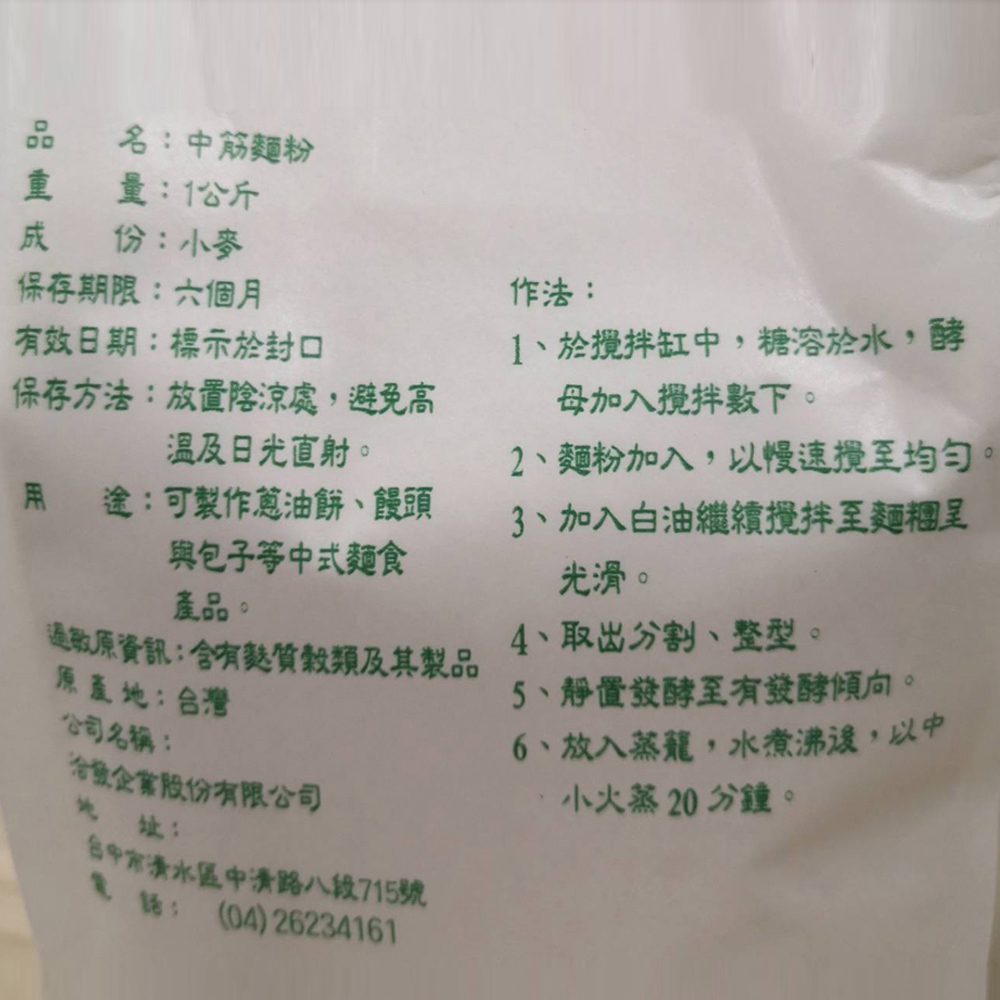 品 名：中筋麵粉
重 量：1公斤
成 份：小麥
保存期限：六個月
有效日期：標示於封口
保存方法：放置陰涼處，避免高
溫及日光直射。
用 途：可製作蔥油餅、饅頭
與包子等中式麵食
產品。
過敏原資訊：含有麩質穀類及其製品
原 產 地：台灣
公司名稱：
洽發企業股份有限公司
地 址：
台中市清水區中清路八段715號
電 話： (04) 26234161
作法：
1、於攪拌缸中，糖溶於水，酵
母加入攪拌數下。
2、麵粉加入，以慢速攪至均勻。
3、加入白油繼續攪拌至麵糰呈
光滑。
4、取出分割、整型。
5、靜置發酵至有發酵傾向。
6、放入蒸籠，水煮沸後，以中
小火蒸 20 分鐘。